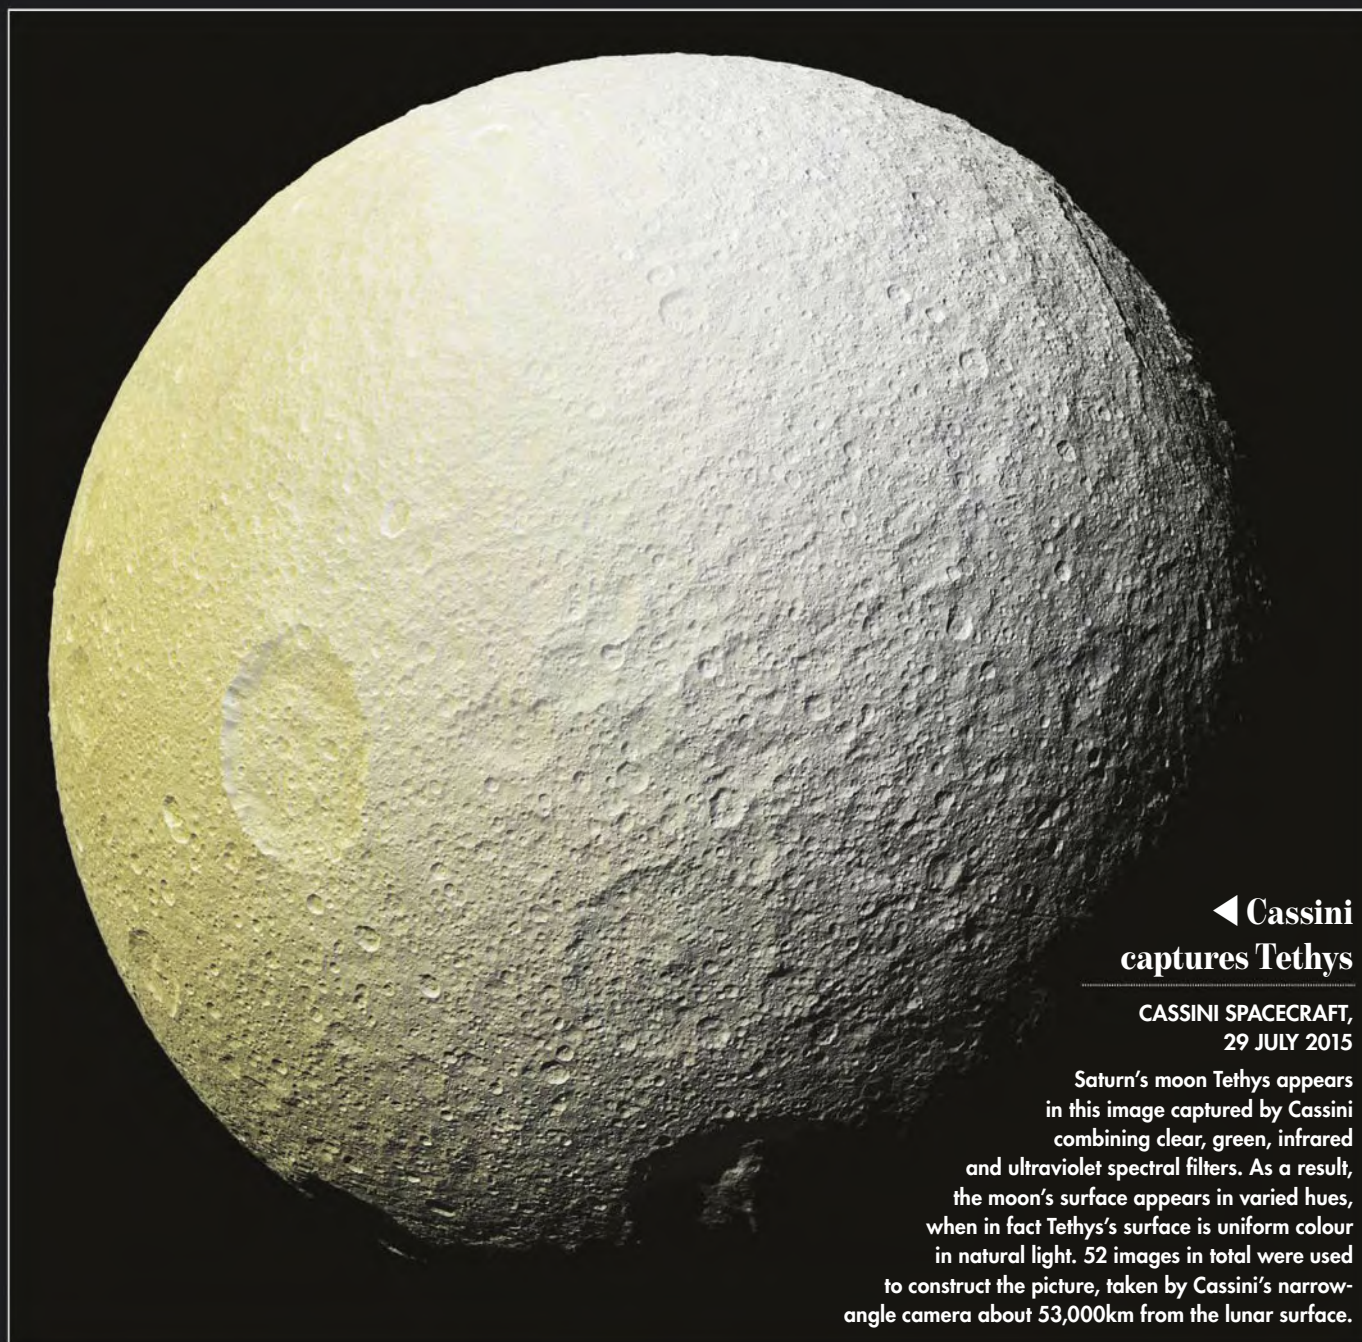 ◀ Cassini
captures Tethys
CASSINI SPACECRAFT,
29 JULY 2015
Saturn’s moon Tethys appears
in this image captured by Cassini
combining clear, green, infrared
and ultraviolet spectral filters. As a result,
the moon’s surface appears in varied hues,
when in fact Tethys’s surface is uniform colour
in natural light. 52 images in total were used
to construct the picture, taken by Cassini’s narrow-
angle camera about 53,000km from the lunar surface.